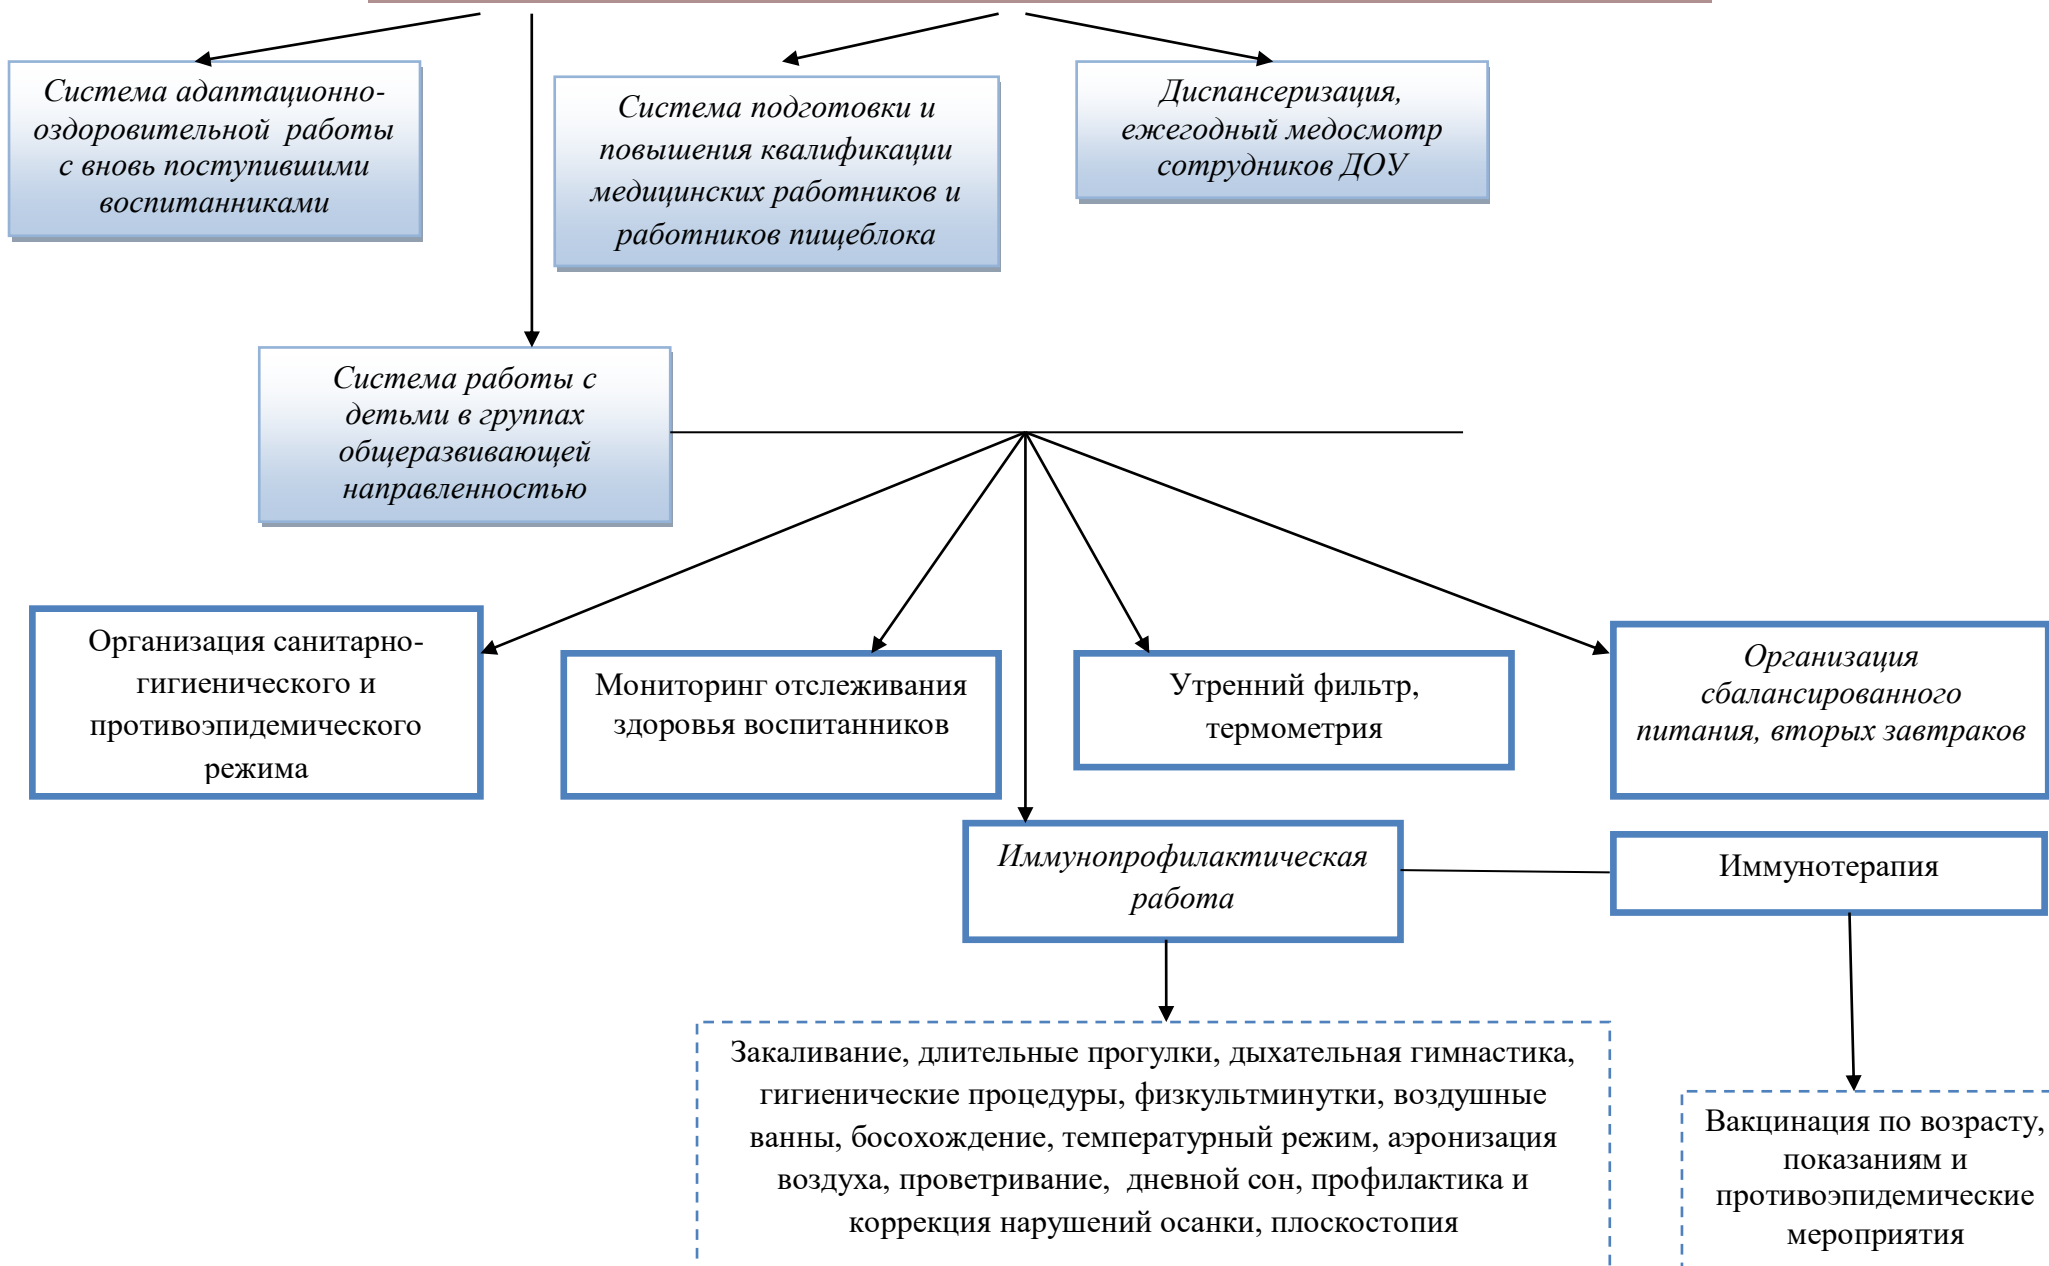 Система адаптационно-
оздоровительной  работы
с вновь поступившими
воспитанниками
Система подготовки и
повышения квалификации
медицинских работников и
работников пищеблока
Диспансеризация,
ежегодный медосмотр
сотрудников ДОУ
Система работы с
детьми в группах
общеразвивающей
направленностью
Организация санитарно-
гигиенического и
противоэпидемического
режима
Мониторинг отслеживания
здоровья воспитанников
Утренний фильтр,
термометрия
Организация
сбалансированного
питания, вторых завтраков
Иммунопрофилактическая
работа
Иммунотерапия
Закаливание, длительные прогулки, дыхательная гимнастика,
гигиенические процедуры, физкультминутки, воздушные
ванны, босохождение, температурный режим, аэронизация
воздуха, проветривание,  дневной сон, профилактика и
коррекция нарушений осанки, плоскостопия
Вакцинация по возрасту,
показаниям и
противоэпидемические
мероприятия